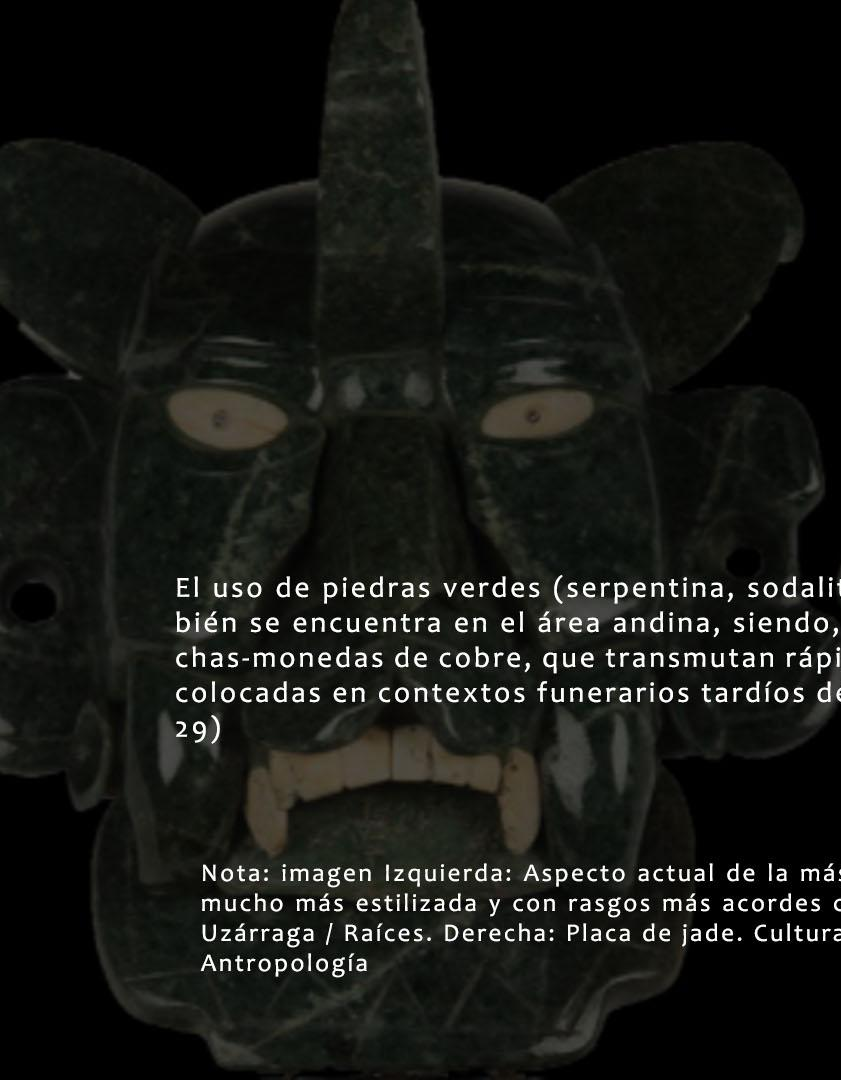 El uso de piedras verdes (serpentina, sodalit
bién se encuentra en el área andina, siendo,
chas-monedas de cobre, que transmutan rápi
colocadas en contextos funerarios tardíos de
29)
Nota: imagen Izquierda: Aspecto actual de la más
mucho más estilizada y con rasgos más acordes c
Uzárraga / Raíces. Derecha: Placa de jade. Cultura
Antropología